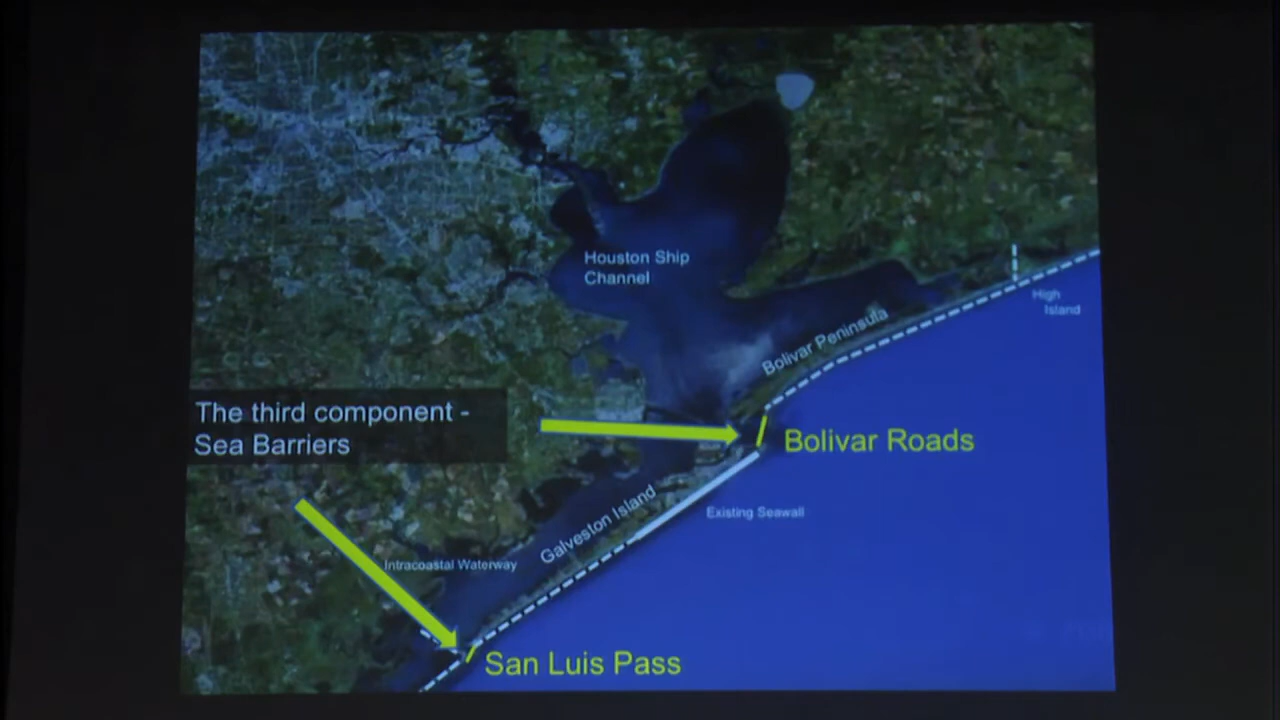 Houston Ship
Channel
High
Island
Bolivar Peninsula
The third component -
Sea Barriers
Bolivar Roads
Galveston Island
Existing Seawall
Intracoastal Waterway
San Luis Pass